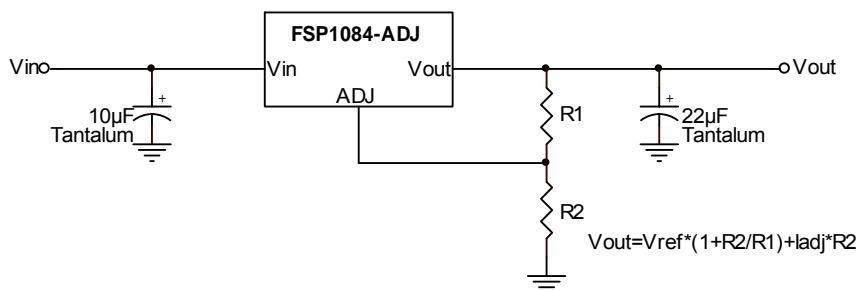 FSP1084-ADJ
Vin
Vin
Vout
Vout
ADJ
+
10µF
Tantalum
R1
+
22µF
Tantalum
R2
Vout=Vref*(1+R2/R1)+Iadj*R2